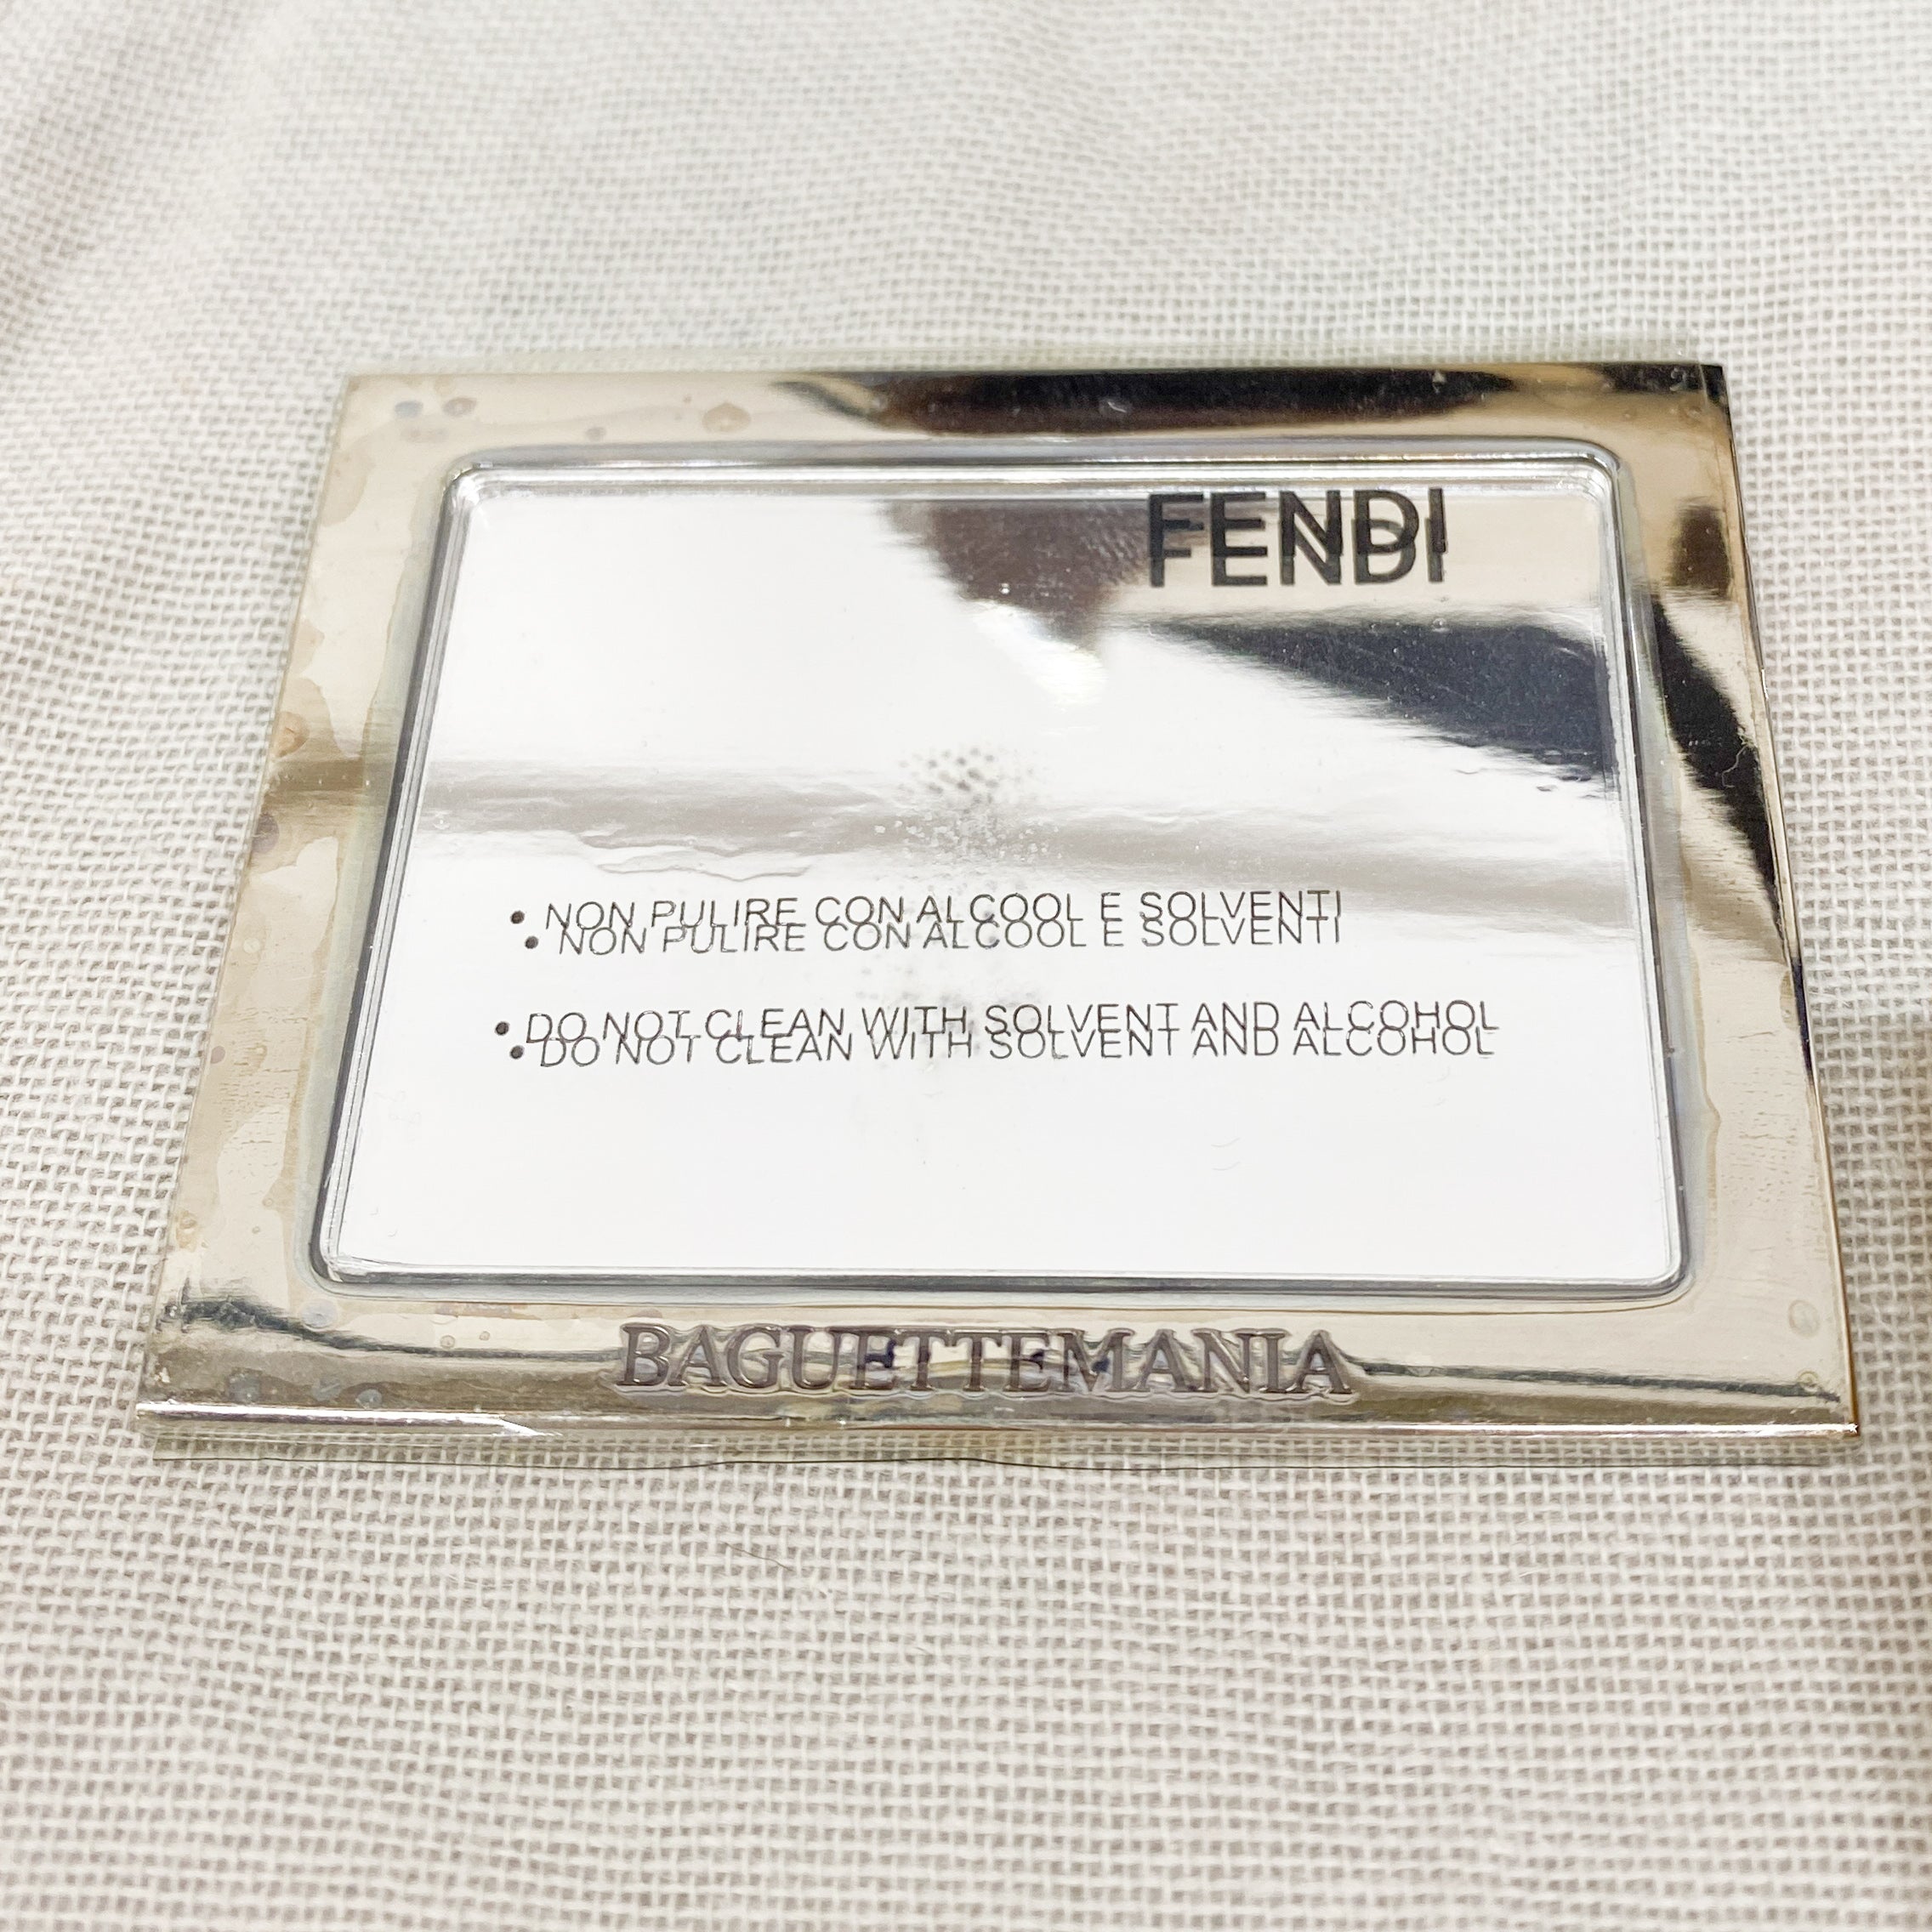 FENDI
• NON PULIRE CON ALCOOL E SOLVENTI
• DO NOT CLEAN WITH SOLVENT AND ALCOHOL
BAGUETTEMANIA